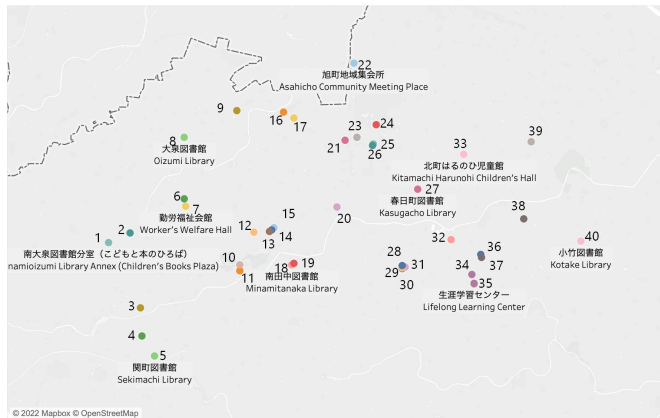 22
旭町地域集会所
Asahicho Community Meeting Place
9
16
17
8
大泉図書館
Oizumi Library
23
24
21
25
26
39
33
北町はるのひ児童館
Kitamachi Harunohi Children's Hall
27
春日町図書館
Kasugacho Library
6
7
勤労福祉会館
Worker's Welfare Hall
20
38
1
2
12
15
13
14
32
36
37
40
小竹図書館
Kotake Library
南大泉図書館分室（こどもと本のひろば）
namioizumi Library Annex (Children's Books Plaza)
10
11
18
19
南田中図書館
Minamitanaka Library
28
29
31
30
34
35
生涯学習センター
Lifelong Learning Center
3
4
5
関町図書館
Sekimachi Library
© 2022 Mapbox © OpenStreetMap